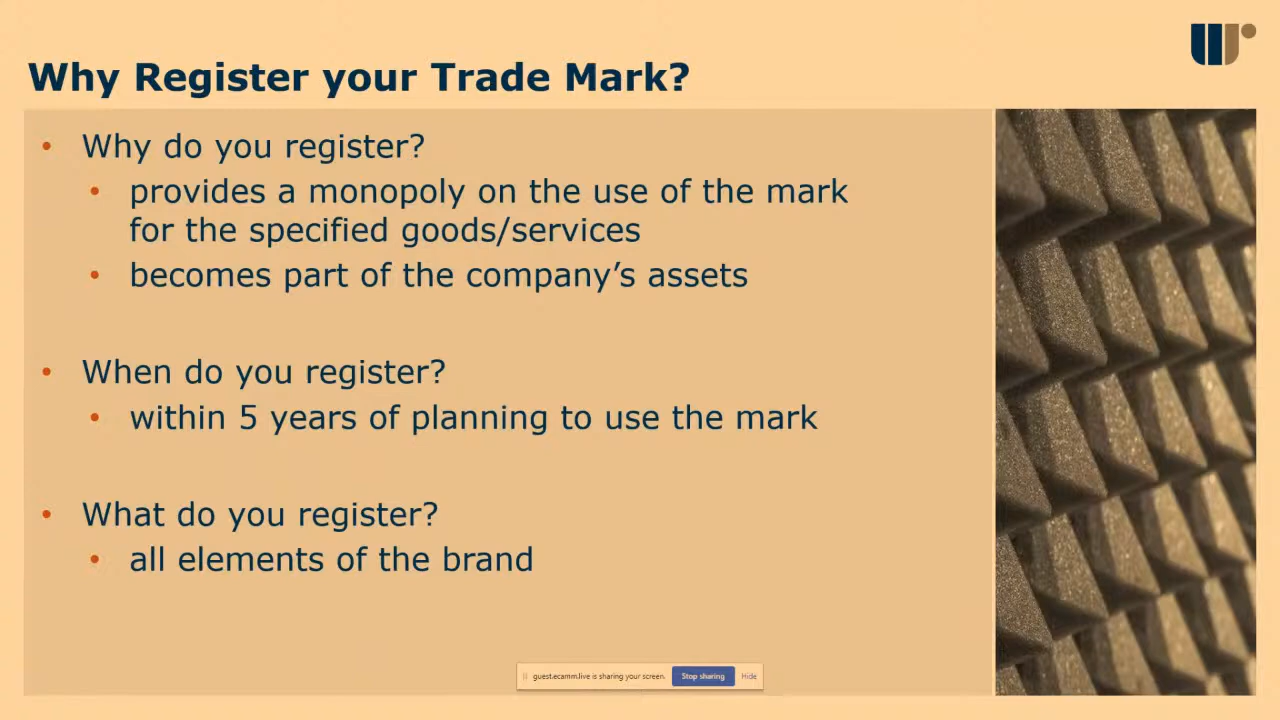 Why Register your Trade Mark?
• Why do you register?
• provides a monopoly on the use of the mark
for the specified goods/services
• becomes part of the company’s assets
• When do you register?
• within 5 years of planning to use the mark
• What do you register?
• all elements of the brand
guest.ecamm.live is sharing your screen. Stop sharing Hide